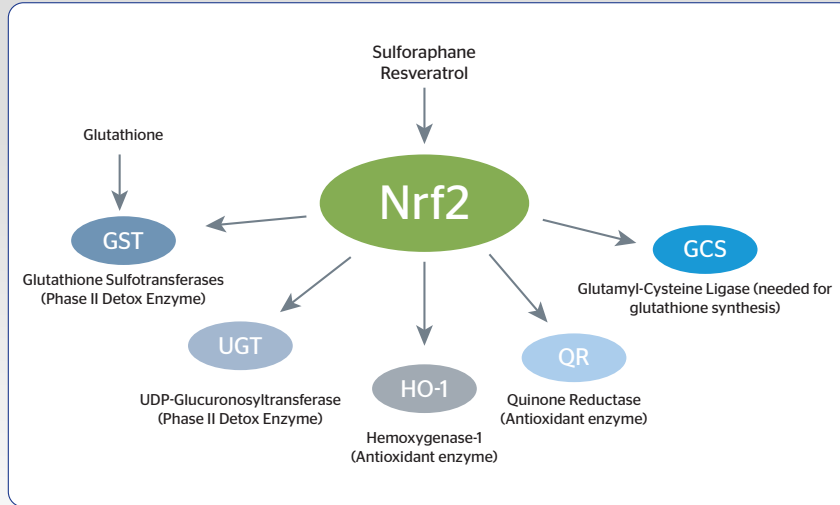 Sulforaphane
Resveratrol
Glutathione
Nrf2
GST
Glutathione Sulfotransferases
(Phase II Detox Enzyme)
GCS
Glutamyl-Cysteine Ligase (needed for
glutathione synthesis)
UGT
UDP-Glucuronosyltransferase
(Phase II Detox Enzyme)
HO-1
Hemoxygenase-1
(Antioxidant enzyme)
QR
Quinone Reductase
(Antioxidant enzyme)